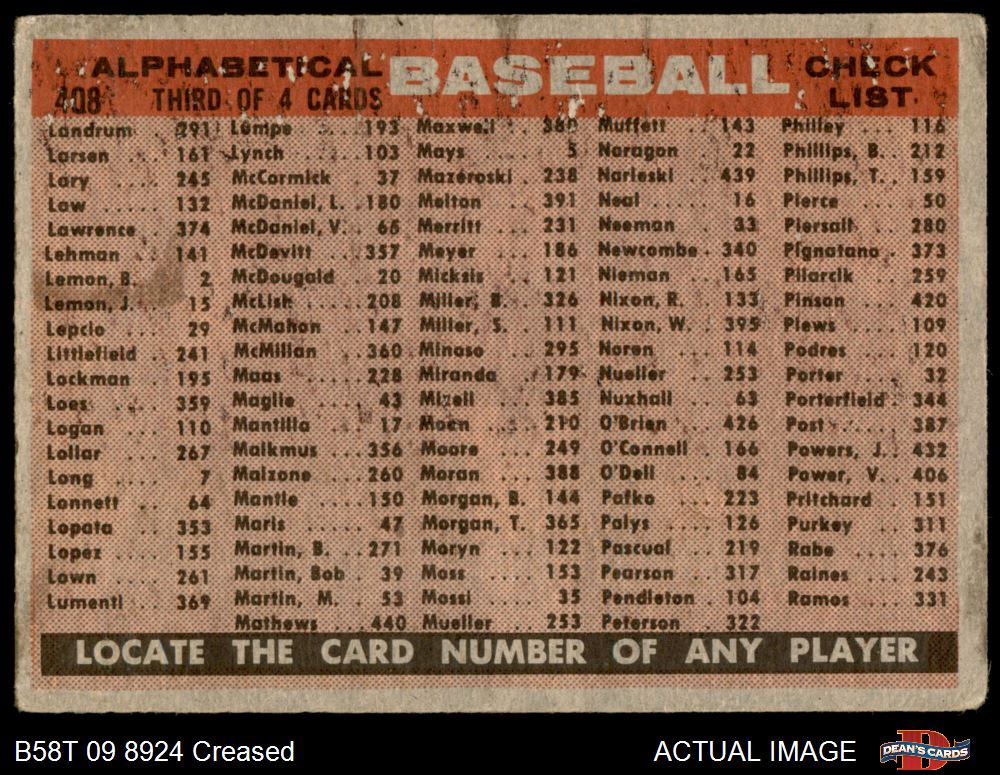 ALPHABETICAL BASEBALL CHECK
408 THIRD OF 4 CARDS LIST
Landrum 291
Larsen 161
Lary .... 245
Law ..... 132
Lawrence . 374
Lehman ... 141
Lemon, B. 2
Lemon, J. 15
Lepcio .. 29
Littlefield . 241
Lockman . 195
Loes .... 359
Logan ... 110
Lollar ... 267
Long .... 7
Lonnett .. 64
Lopata ... 353
Lopez ... 155
Lown .... 261
Lumenti .. 369
Lumpe ... 193
Lynch .... 103
McCormick . 37
McDaniel, L. . 180
McDaniel, V. . 65
McDevitt .. 357
McDougald . 20
McLish ... 208
McMahon .. 147
McMillan .. 360
Maas ..... 228
Maglie .... 43
Mantilla ... 17
Malkmus .. 356
Malzone .. 260
Mantle ... 150
Maris .... 47
Martin, B. .. 271
Martin, Bob . 39
Martin, M. . 53
Mathews ... 440
Maxwell . 380
Mays .... 5
Mazeroski . 238
Melton ... 391
Merritt ... 231
Meyer ... 186
Micksis .. 121
Miller, B. . 326
Miller, S. . 111
Minoso ... 295
Miranda .. 179
Mizell ... 385
Moen .... 210
Moore ... 249
Moran ... 388
Morgan, B. 144
Morgan, T. 365
Moryn ... 122
Moss .... 153
Mossi .... 35
Mueller .. 253
Muffett .. 143
Naragon . 22
Narleski . 439
Neal .... 16
Neeman .. 33
Newcombe . 340
Nieman .. 165
Nixon, R. . 133
Nixon, W. . 395
Noren ... 114
Nueller .. 253
Nuxhall .. 63
O'Brien .. 426
O'Connell . 166
O'Dell ... 84
Pafko ... 223
Palys .... 126
Pascual .. 219
Pearson .. 317
Pendleton . 104
Peterson .. 322
Philley ... 116
Phillips, B. . 212
Phillips, T. . 159
Pierce .... 50
Piersall ... 280
Pignatano . 373
Pilarcik .. 259
Pinson ... 420
Plews .... 109
Podres ... 120
Porter .... 32
Porterfield . 344
Post ..... 387
Powers, J. . 432
Power, V. . 406
Pritchard . 151
Purkey ... 311
Rabe .... 376
Raines ... 243
Ramos ... 331
LOCATE THE CARD NUMBER OF ANY PLAYER
B58T 09 8924 Creased ACTUAL IMAGE DEAN'S CARDS